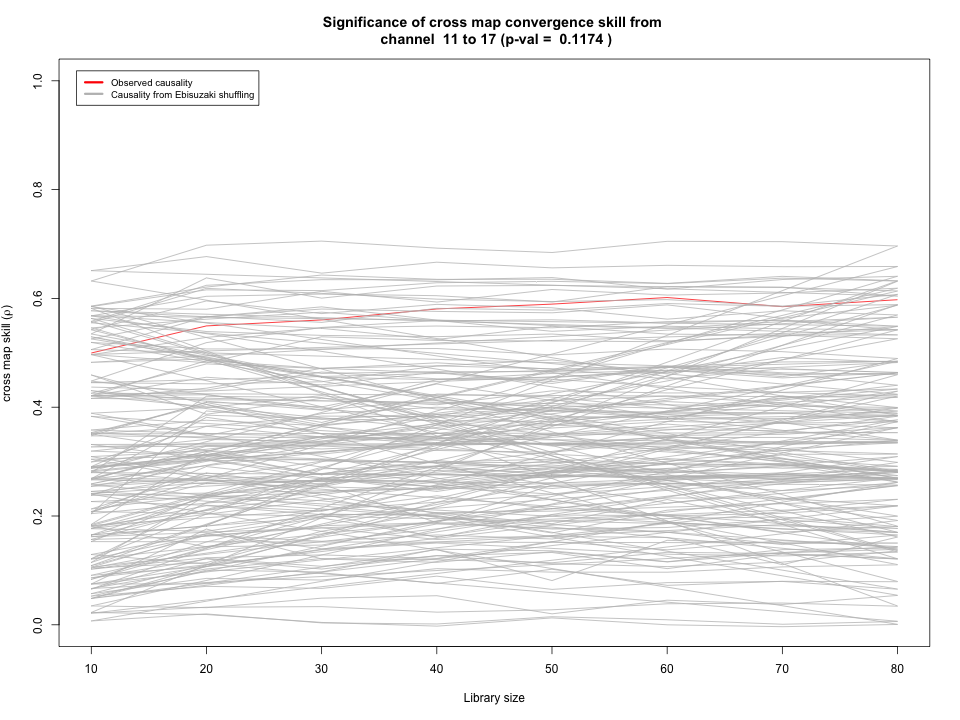 Significance of cross map convergence skill from
channel  11 to 17 (p-val =  0.1174 )
Observed causality
Causality from Ebisuzaki shuffling
1.0
0.8
0.6
0.4
0.2
0.0
cross map skill (ρ)
10 20 30 40 50 60 70 80
Library size